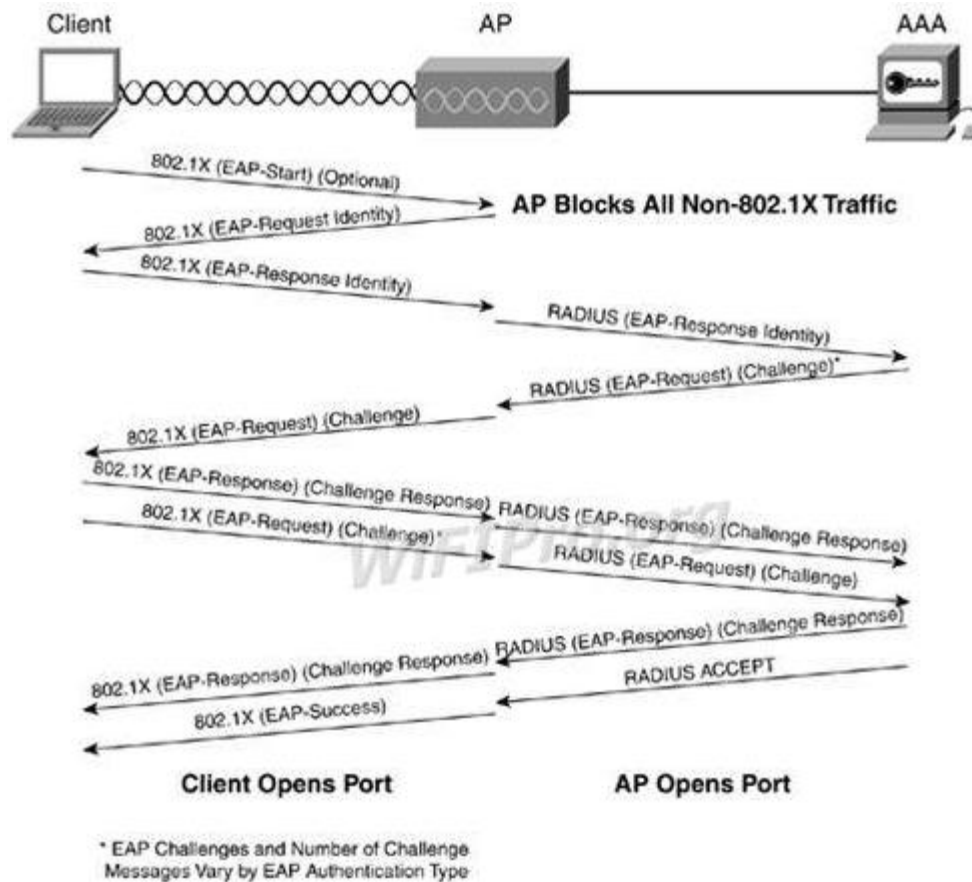 Client
AP
AAA
802.1X (EAP-Start) (Optional)
AP Blocks All Non-802.1X Traffic
802.1X (EAP-Request Identity)
802.1X (EAP-Response Identity)
RADIUS (EAP-Response Identity)
RADIUS (EAP-Request) (Challenge)*
802.1X (EAP-Request) (Challenge)
802.1X (EAP-Response) (Challenge Response)
RADIUS (EAP-Response) (Challenge Response)
802.1X (EAP-Request) (Challenge)*
RADIUS (EAP-Request) (Challenge)
RADIUS (EAP-Response) (Challenge Response)
802.1X (EAP-Response) (Challenge Response)
RADIUS ACCEPT
802.1X (EAP-Success)
Client Opens Port
AP Opens Port
* EAP Challenges and Number of Challenge
Messages Vary by EAP Authentication Type